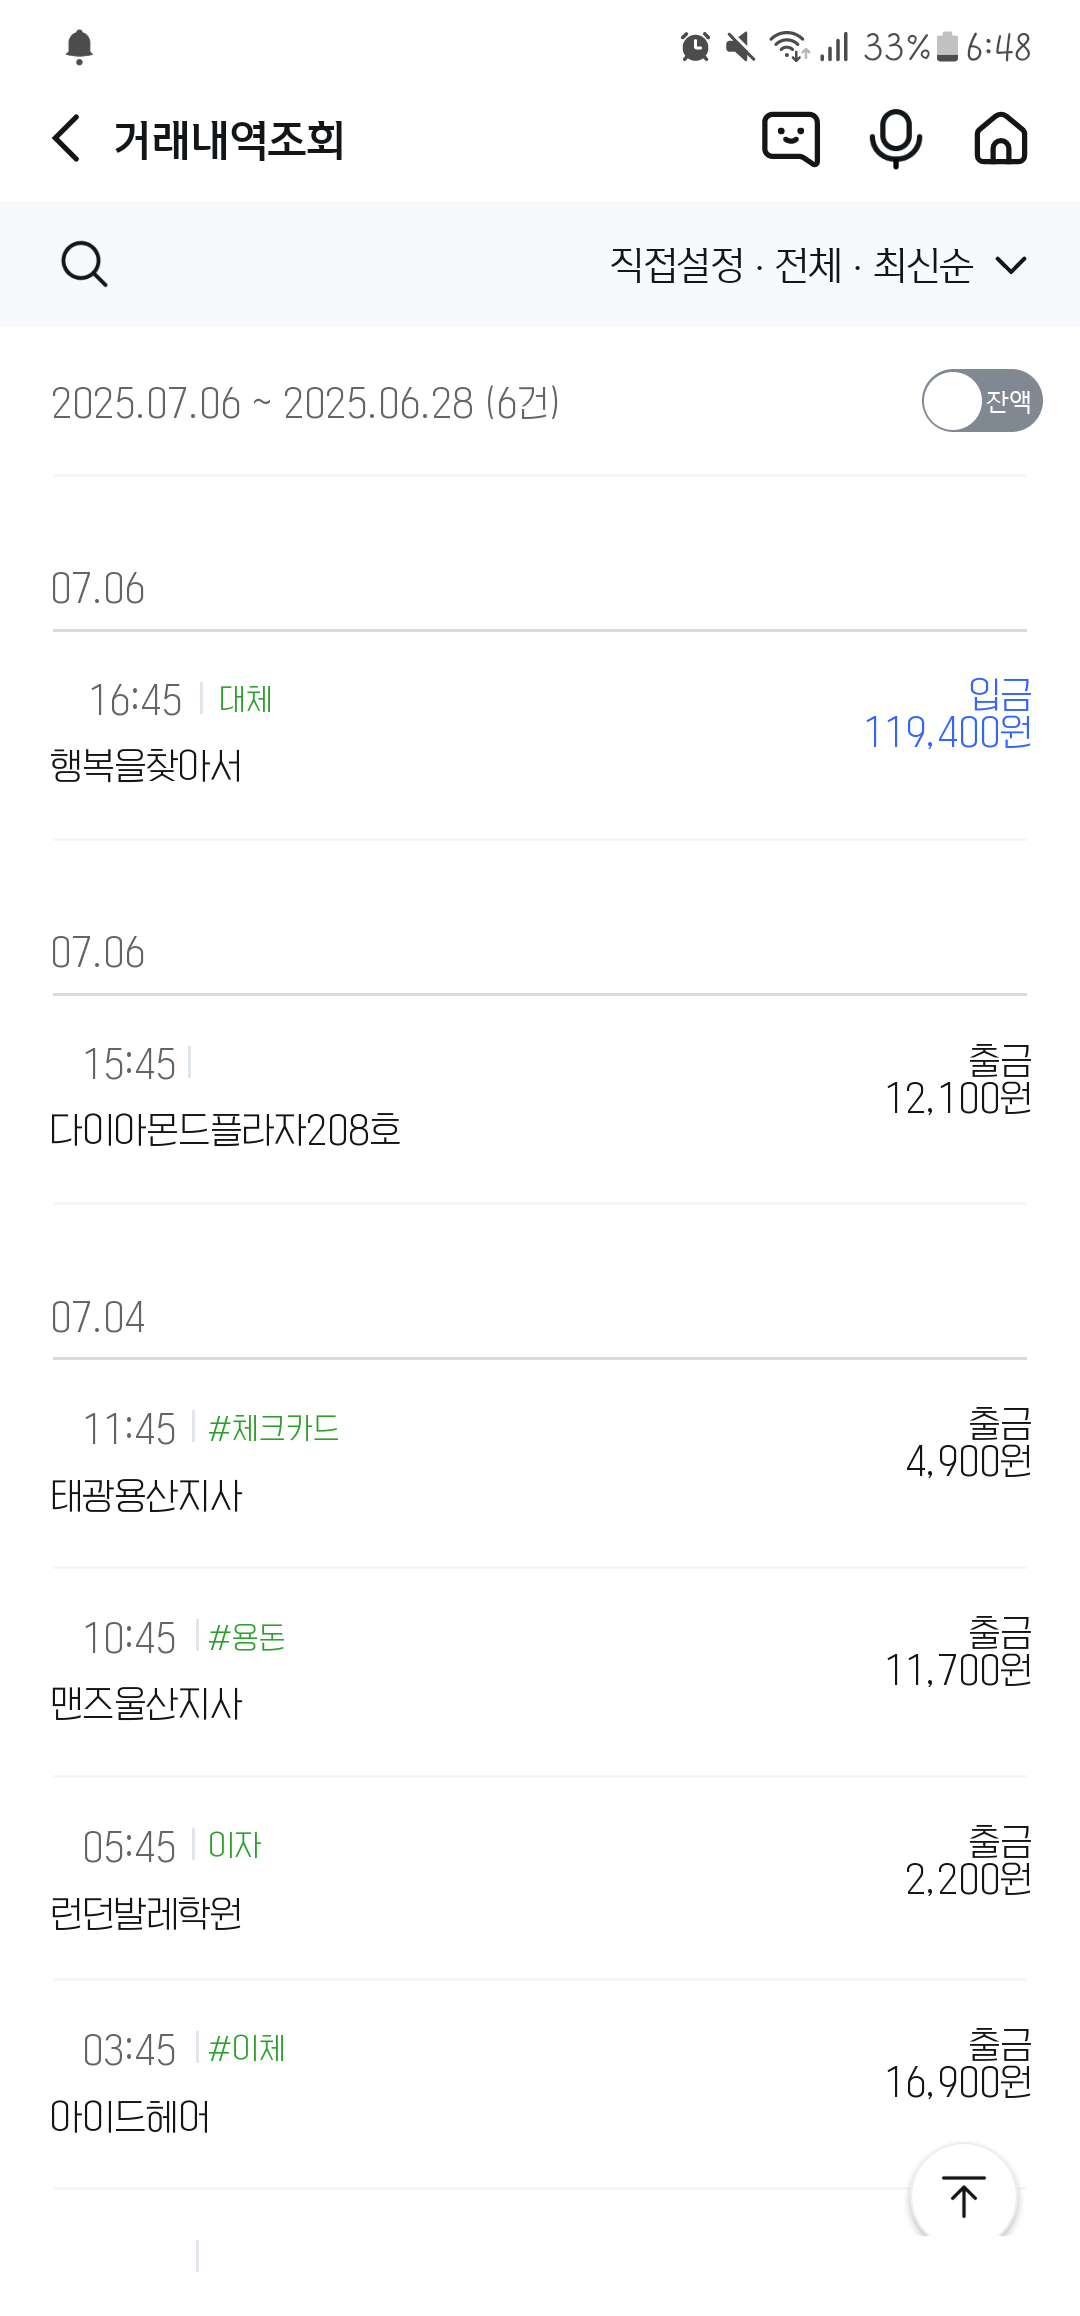 33% 6:48
거래내역조회
직접설정 · 전체 · 최신순
2025.07.06 ~ 2025.06.28 (6건)
잔액
07.06
16:45 대체
입금
119,400원
행복을찾아서
07.06
15:45
출금
12,100원
다이아몬드플라자208호
07.04
11:45 #체크카드
출금
4,900원
태광용산지사
10:45 #용돈
출금
11,700원
맨즈울산지사
05:45 이자
출금
2,200원
런던발레학원
03:45 #이체
출금
16,900원
아이드헤어